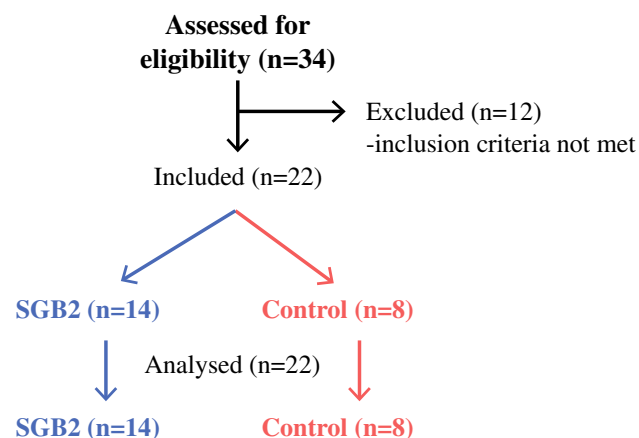 Assessed for
eligibility (n=34)
Excluded (n=12)
-inclusion criteria not met
Included (n=22)
SGB2 (n=14)
Control (n=8)
Analysed (n=22)
SGB2 (n=14)
Control (n=8)